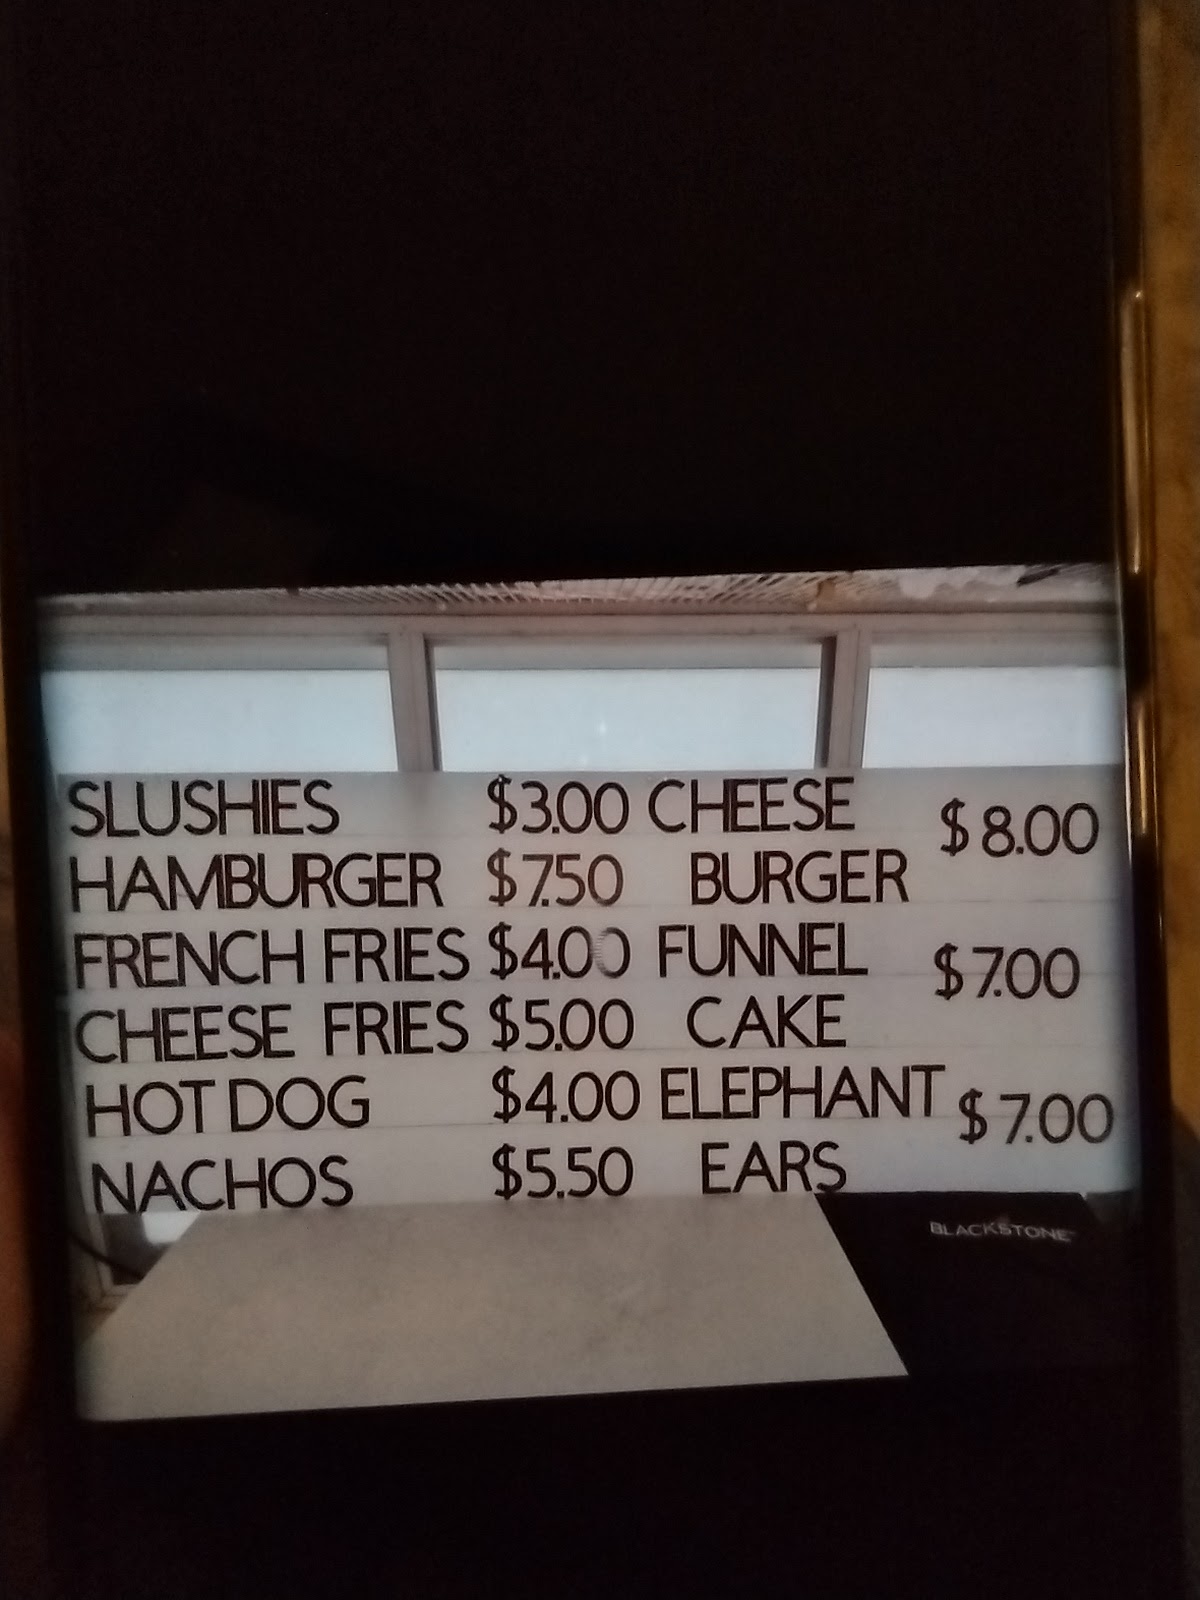 SLUSHIES $3.00
HAMBURGER $7.50
FRENCH FRIES $4.00
CHEESE FRIES $5.00
HOT DOG $4.00
NACHOS $5.50
CHEESE
BURGER $8.00
FUNNEL
CAKE $7.00
ELEPHANT
EARS $7.00
BLACKSTONE